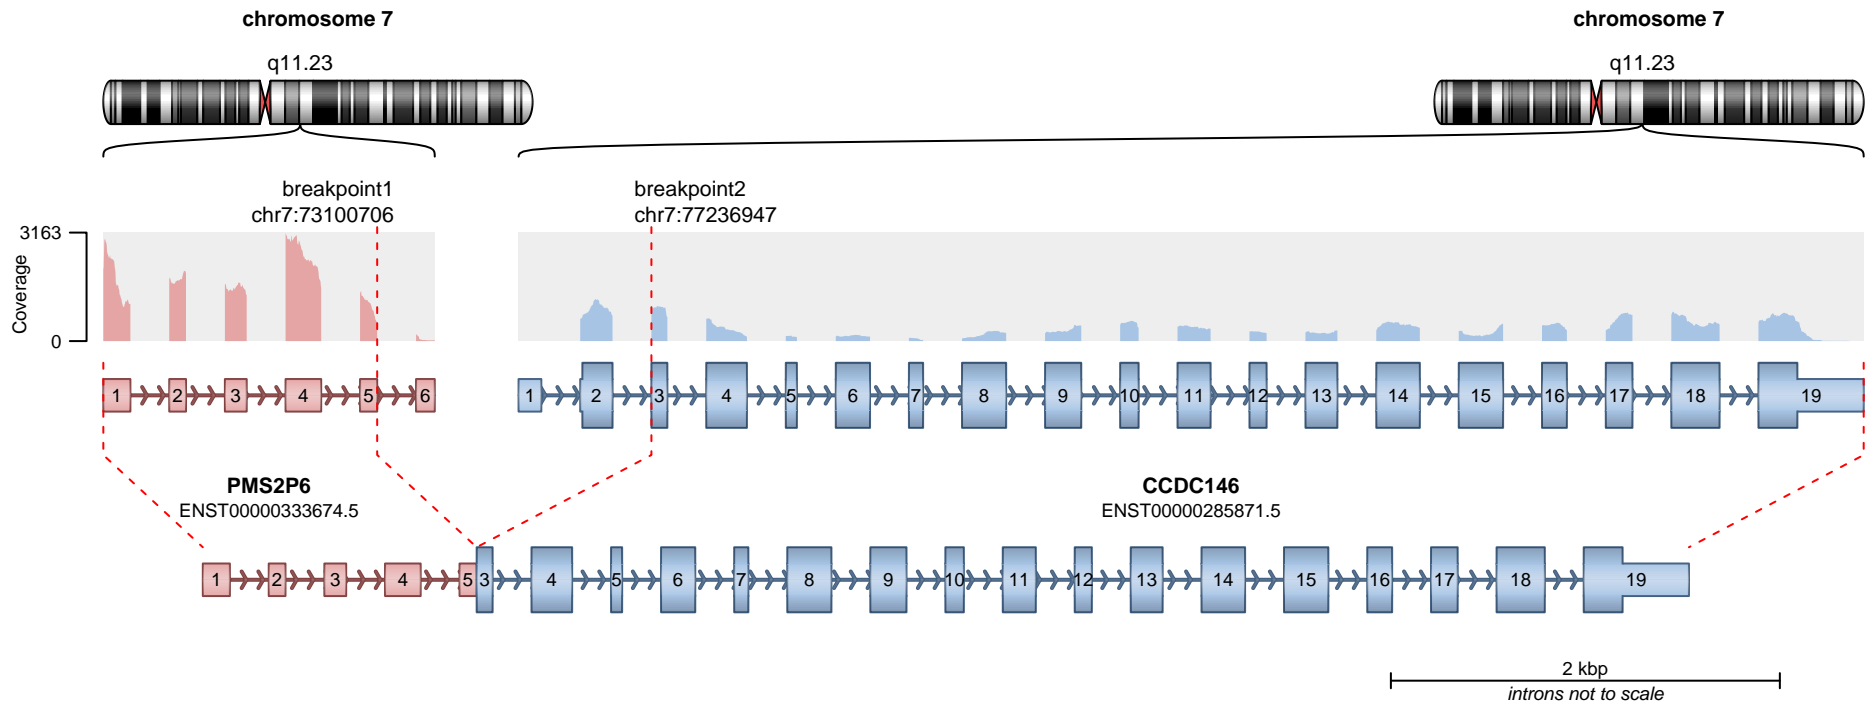 chromosome 7
chromosome 7
q11.23
q11.23
breakpoint1
chr7:73100706
breakpoint2
chr7:77236947
3163
Coverage
0
1 2 3 4 5 6
1 2 3 4 5 6 7 8 9 10 11 12 13 14 15 16 17 18 19
PMS2P6
ENST00000333674.5
CCDC146
ENST00000285871.5
1 2 3 4 5 3 4 5 6 7 8 9 10 11 12 13 14 15 16 17 18 19
2 kbp
introns not to scale